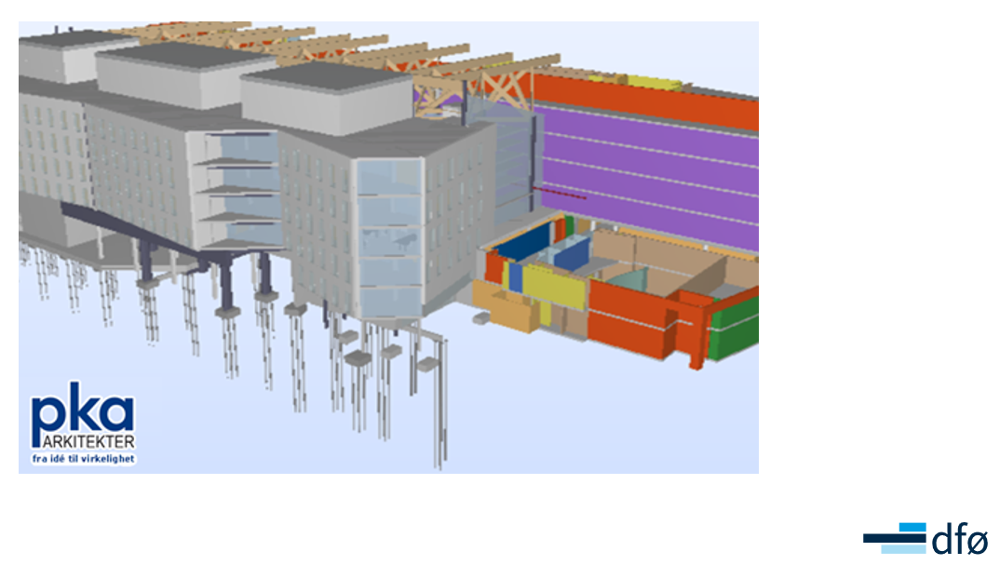 pka
ARKITEKTER
fra idé til virkelighet
dfø